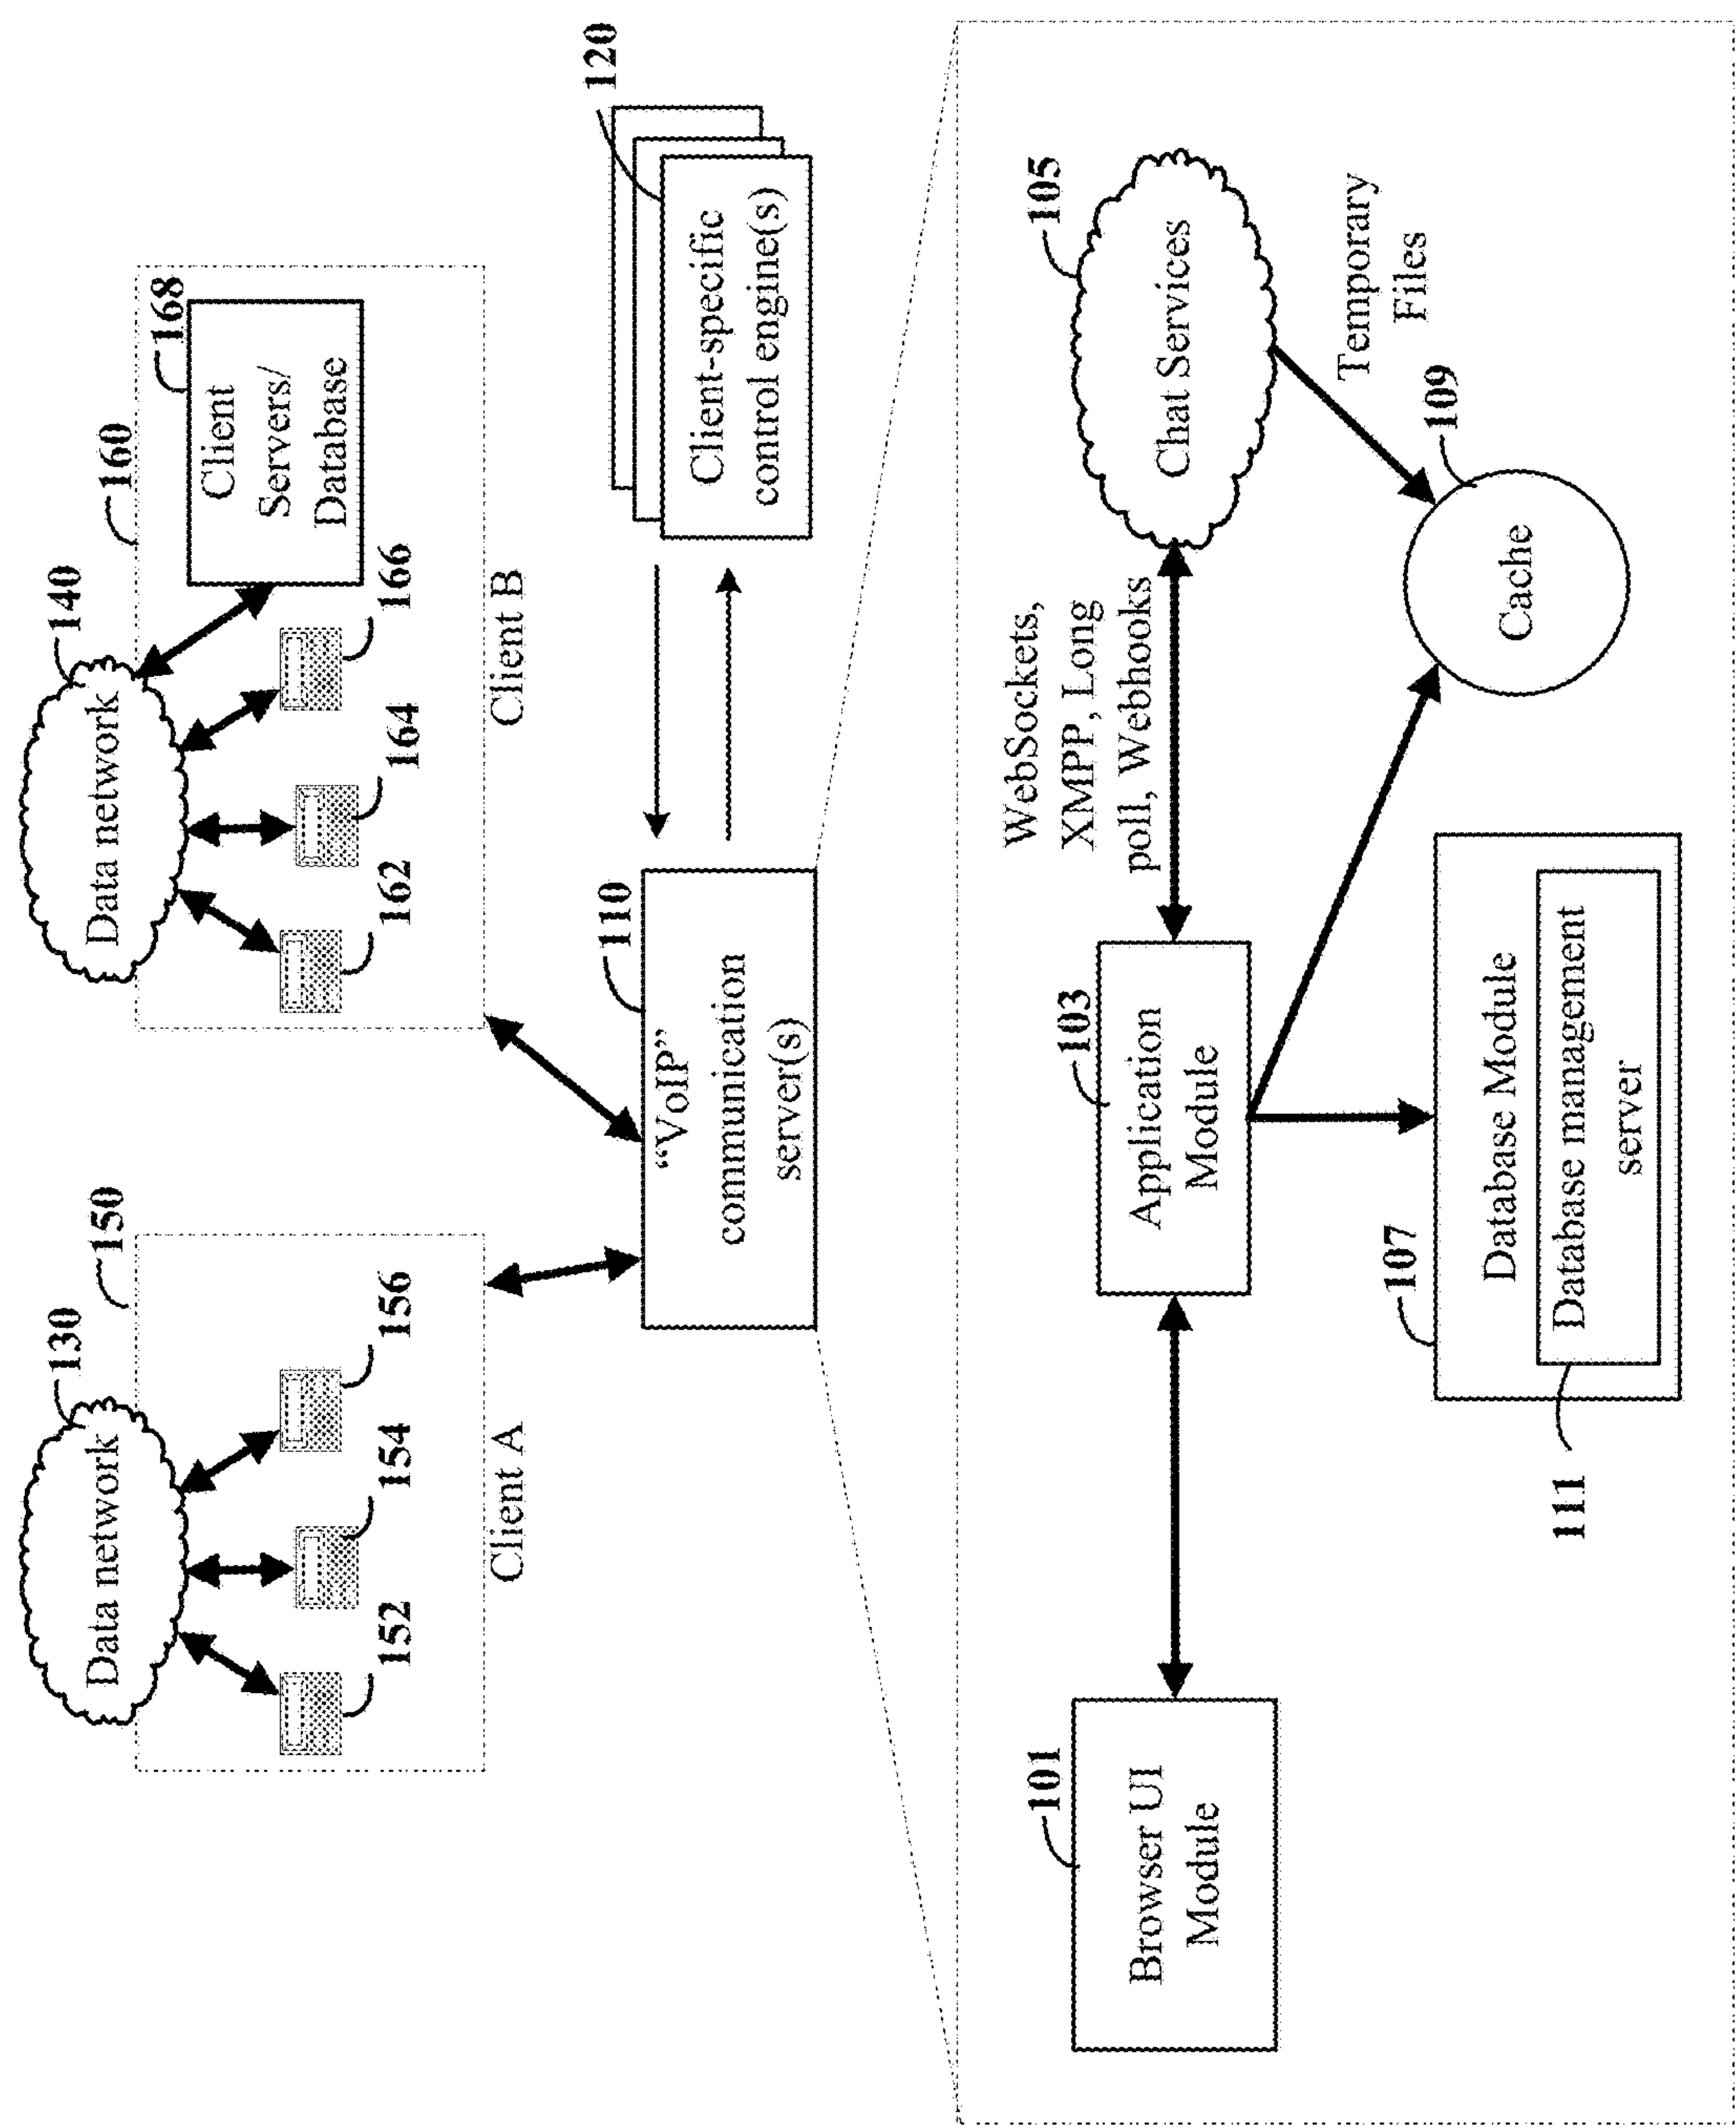 130
150
Data network
152
154
156
Client A
140
160
Data network
168
Client
Servers/
Database
162
164
166
Client B
110
“VoIP”
communication
server(s)
120
Client-specific
control engine(s)
101
Browser UI
Module
103
Application
Module
WebSockets,
XMPP, Long
poll, Webhooks
105
Chat Services
Temporary
Files
109
Cache
107
Database Module
111
Database management
server